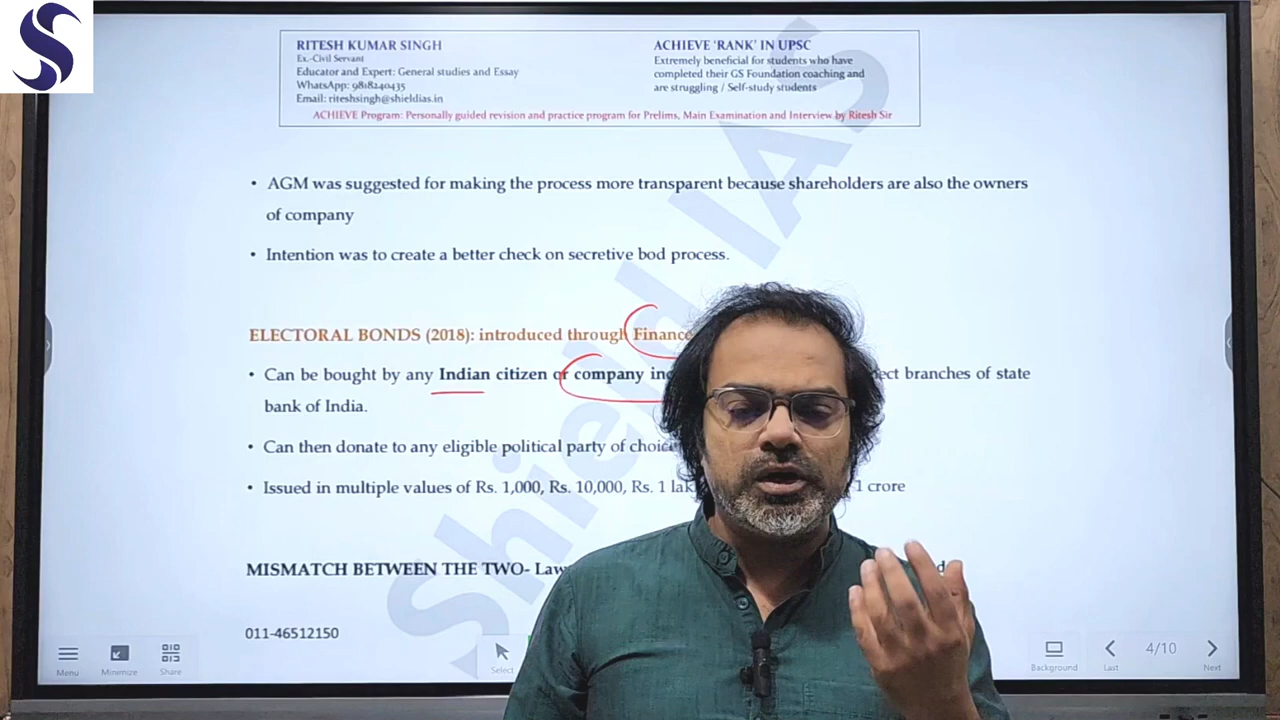 RITESH KUMAR SINGH
Ex.-Civil Servant
Educator and Expert: General studies and Essay
WhatsApp: 9818240435
Email: riteshsingh@shieldias.in
ACHIEVE 'RANK' IN UPSC
Extremely beneficial for students who have
completed their GS Foundation coaching and
are struggling / Self-study students
ACHIEVE Program: Personally guided revision and practice program for Prelims, Main Examination and Interview by Ritesh Sir
• AGM was suggested for making the process more transparent because shareholders are also the owners
of company
• Intention was to create a better check on secretive bod process.
ELECTORAL BONDS (2018): introduced through Finance
• Can be bought by any Indian citizen or company branches of state
bank of India.
• Can then donate to any eligible political party of choice
• Issued in multiple values of Rs. 1,000, Rs. 10,000, Rs. 1 1 crore
MISMATCH BETWEEN THE TWO- Law
011-46512150
Shield IAS
Menu
Minimize
Share
Select
Background
Last
4/10
Next